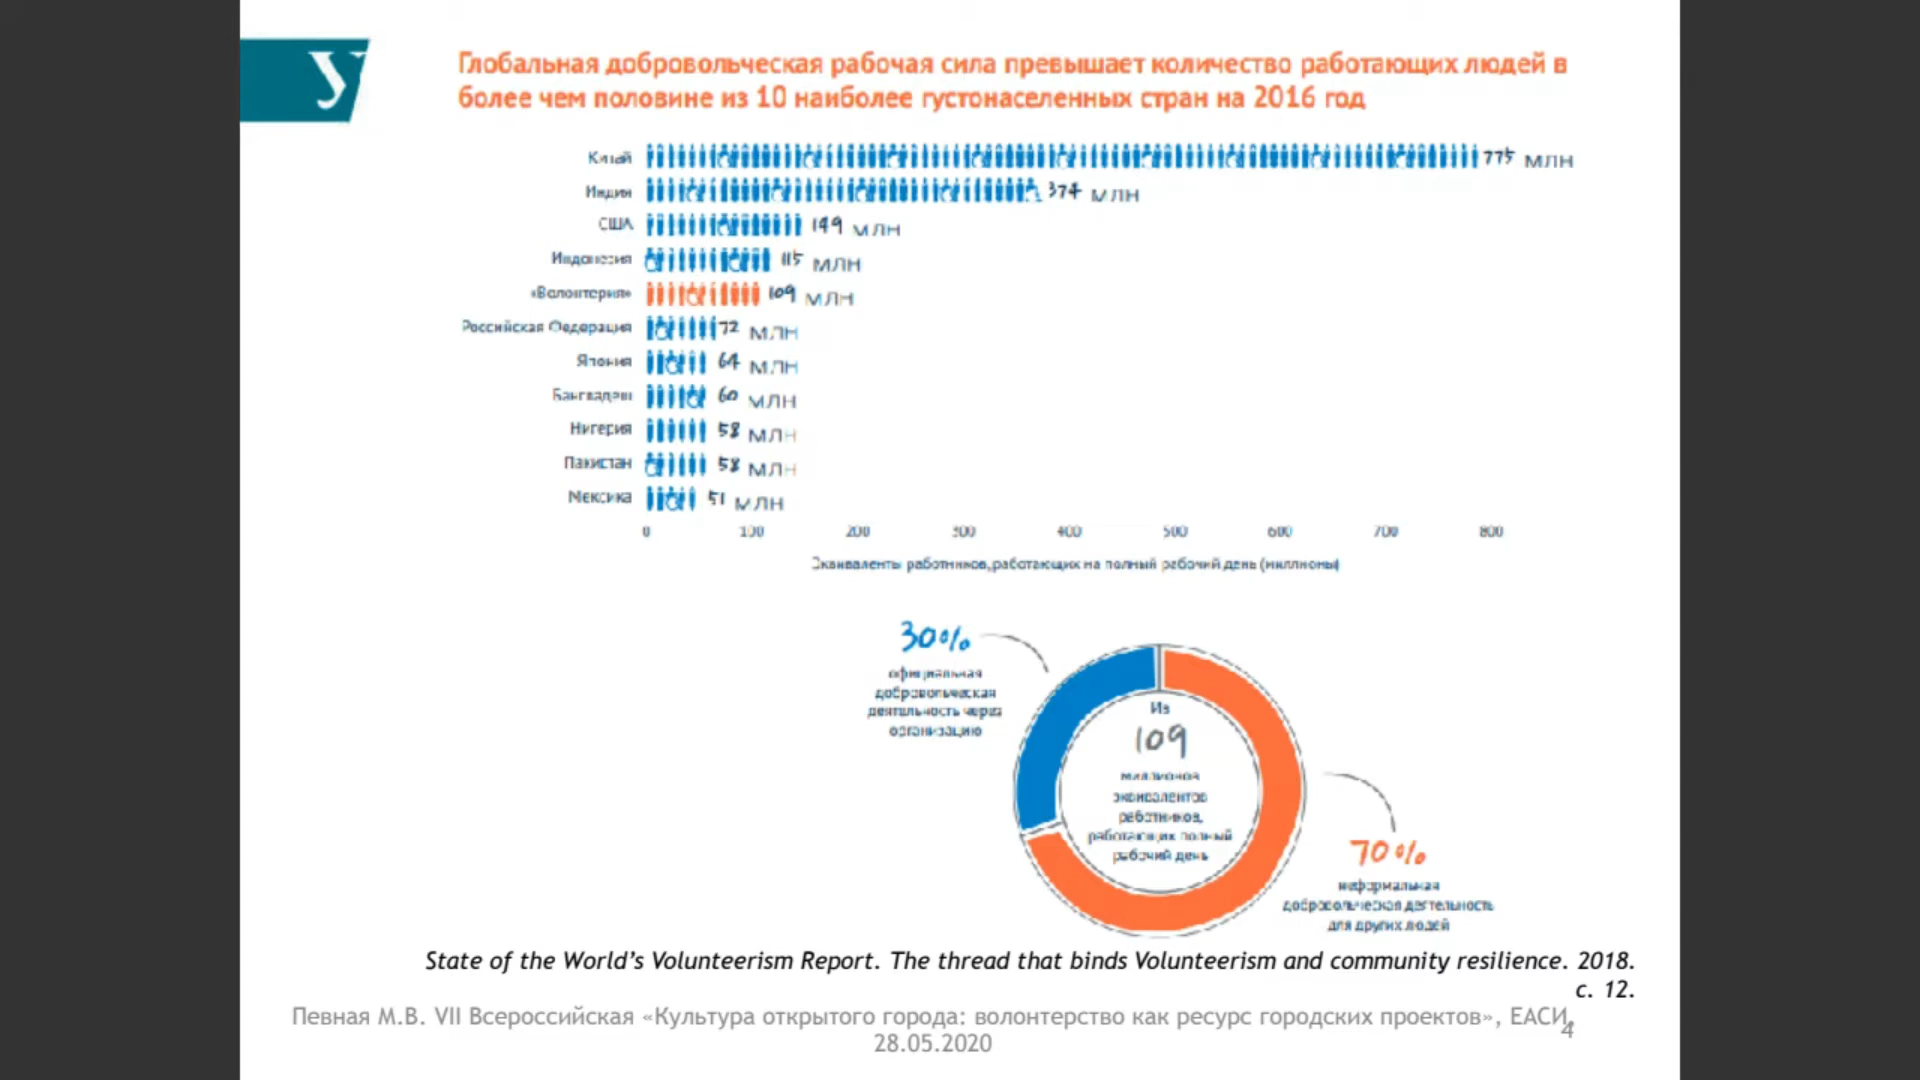 У
Глобальная добровольческая рабочая сила превышает количество работающих людей в
более чем половине из 10 наиболее густонаселенных стран на 2016 год
Китай 775 млн
Индия 374 млн
США 149 млн
Индонезия 115 млн
«Волонтерия» 109 млн
Российская Федерация 72 млн
Япония 64 млн
Бангладеш 60 млн
Нигерия 58 млн
Пакистан 58 млн
Мексика 51 млн
0 100 200 300 400 500 600 700 800
Эквиваленты работников, работающих на полный рабочий день (миллионы)
30%
официальная
добровольческая
деятельность через
организацию
Из
109
миллионов
эквивалентов
работников,
работающих полный
рабочий день
70%
неформальная
добровольческая деятельность
для других людей
State of the World’s Volunteerism Report. The thread that binds Volunteerism and community resilience. 2018.
с. 12.
Певная М.В. VII Всероссийская «Культура открытого города: волонтерство как ресурс городских проектов», ЕАСИ,
28.05.2020
4